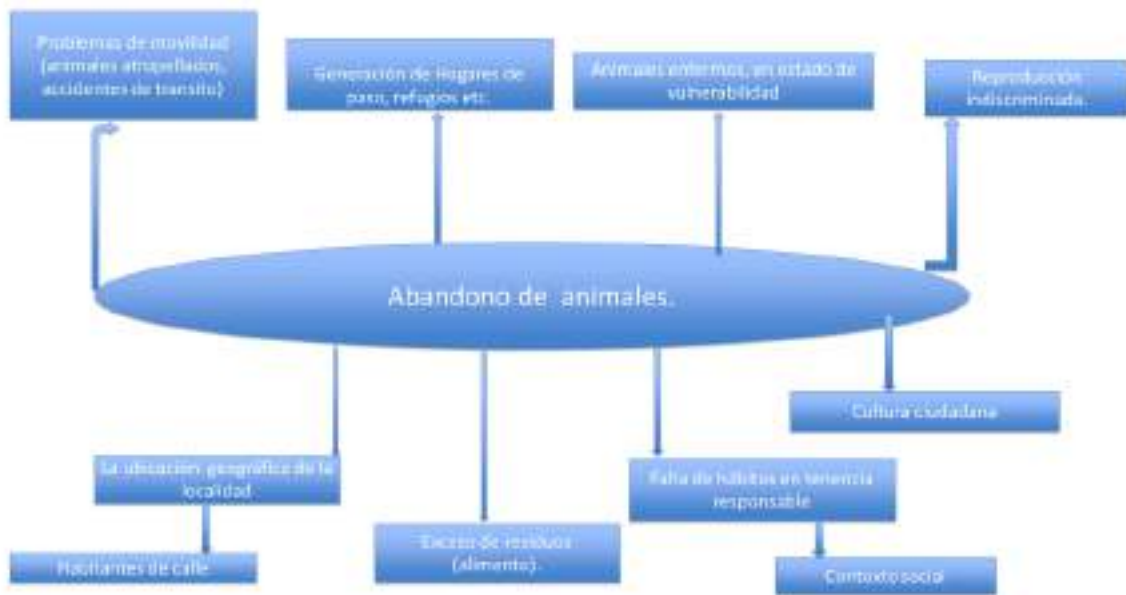 Problemas de movilidad
(animales atropellados,
accidentes de transito)
Generación de Hogares de
paso, refugios etc.
Animales enfermos, en estado de
vulnerabilidad
Reproducción
indiscriminada.
Abandono de animales.
Cultura ciudadana
La ubicación geográfica de la
localidad
Falta de hábitos en tenencia
responsable
Exceso de residuos
(alimento).
Habitantes de calle
Contexto social